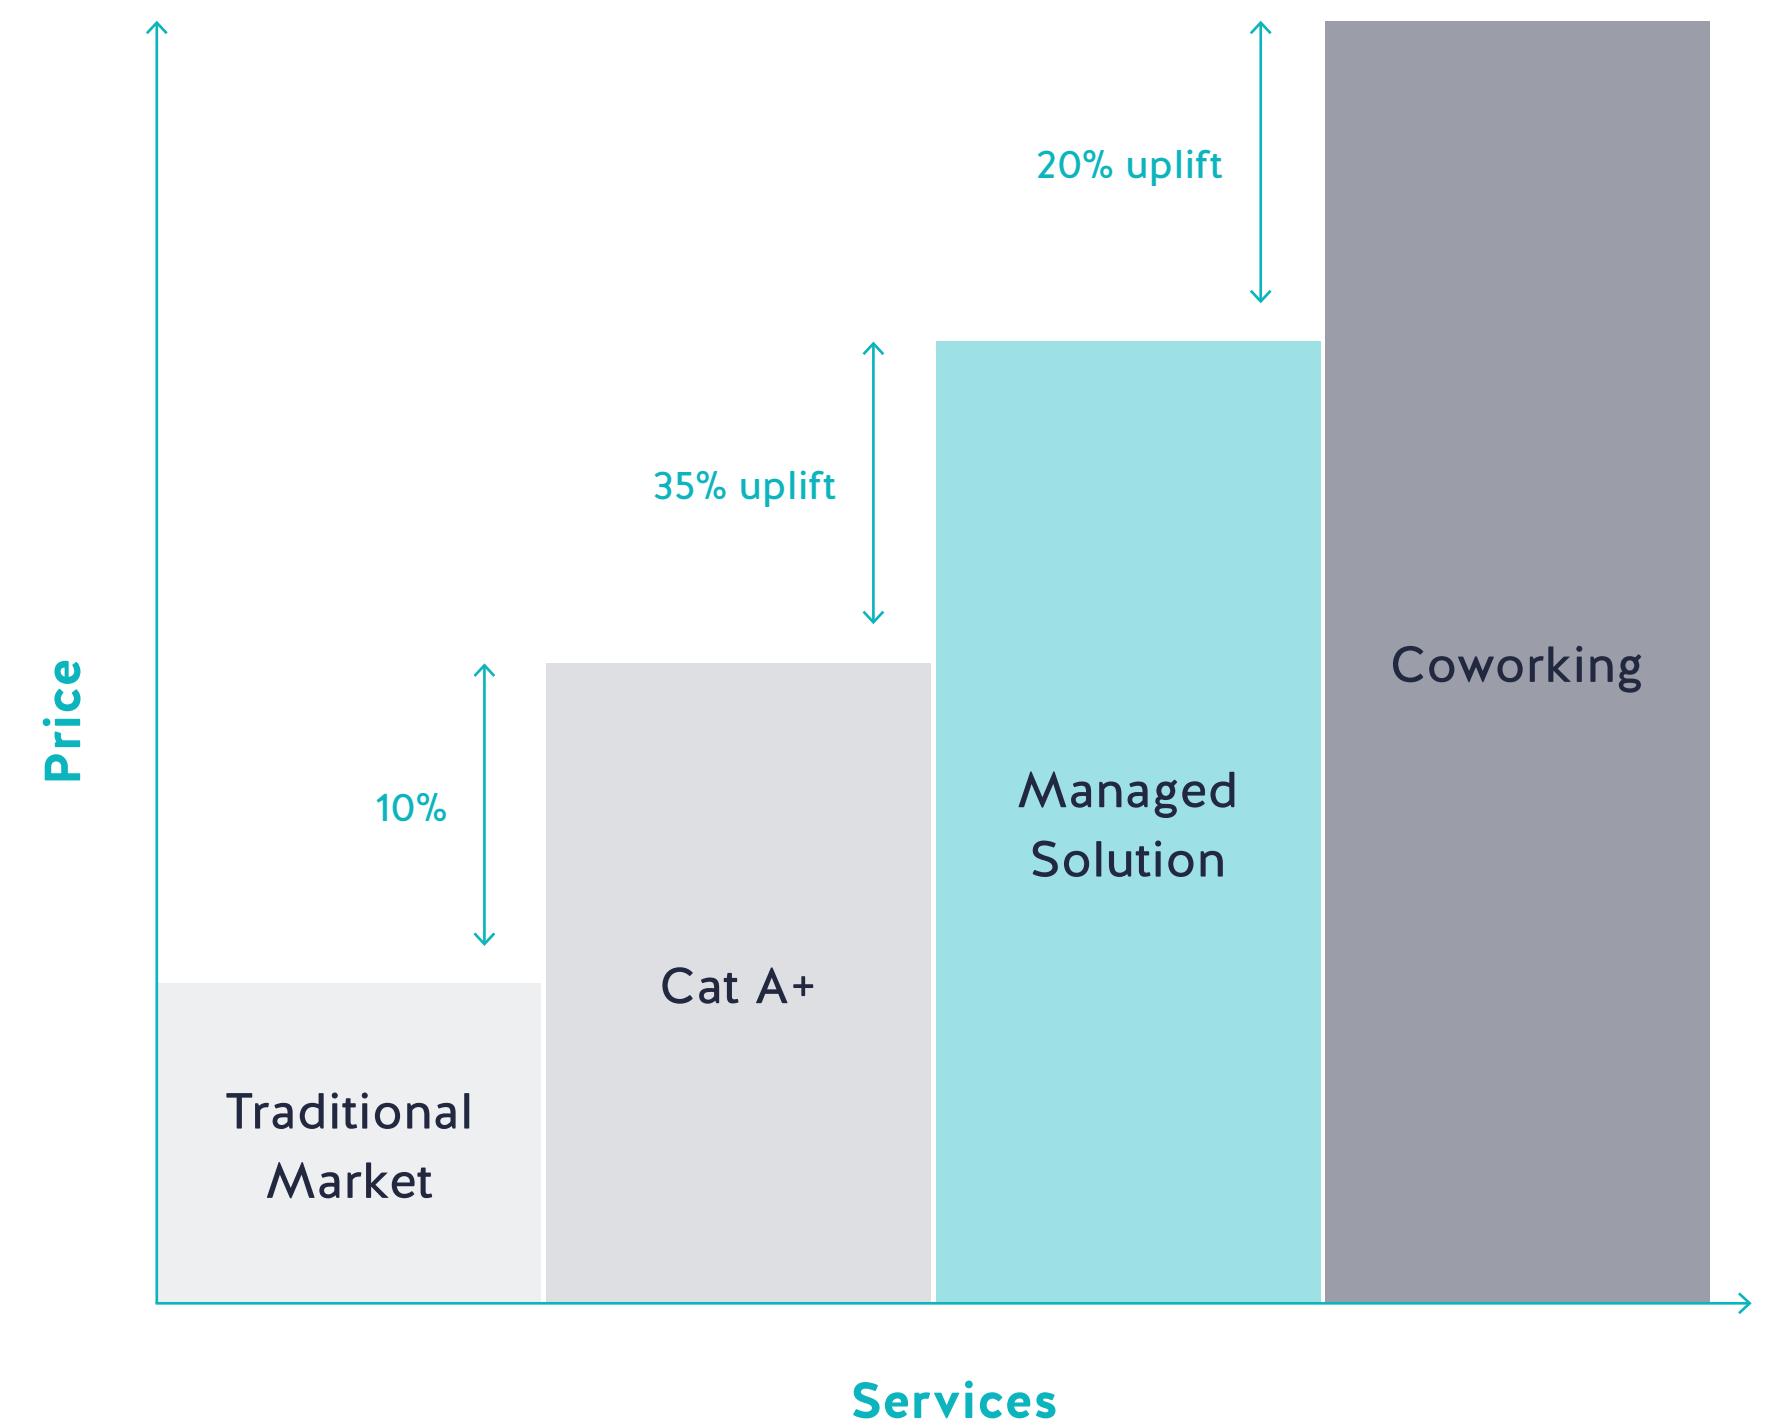 20% uplift
35% uplift
10%
Price
Traditional
Market
Cat A+
Managed
Solution
Coworking
Services